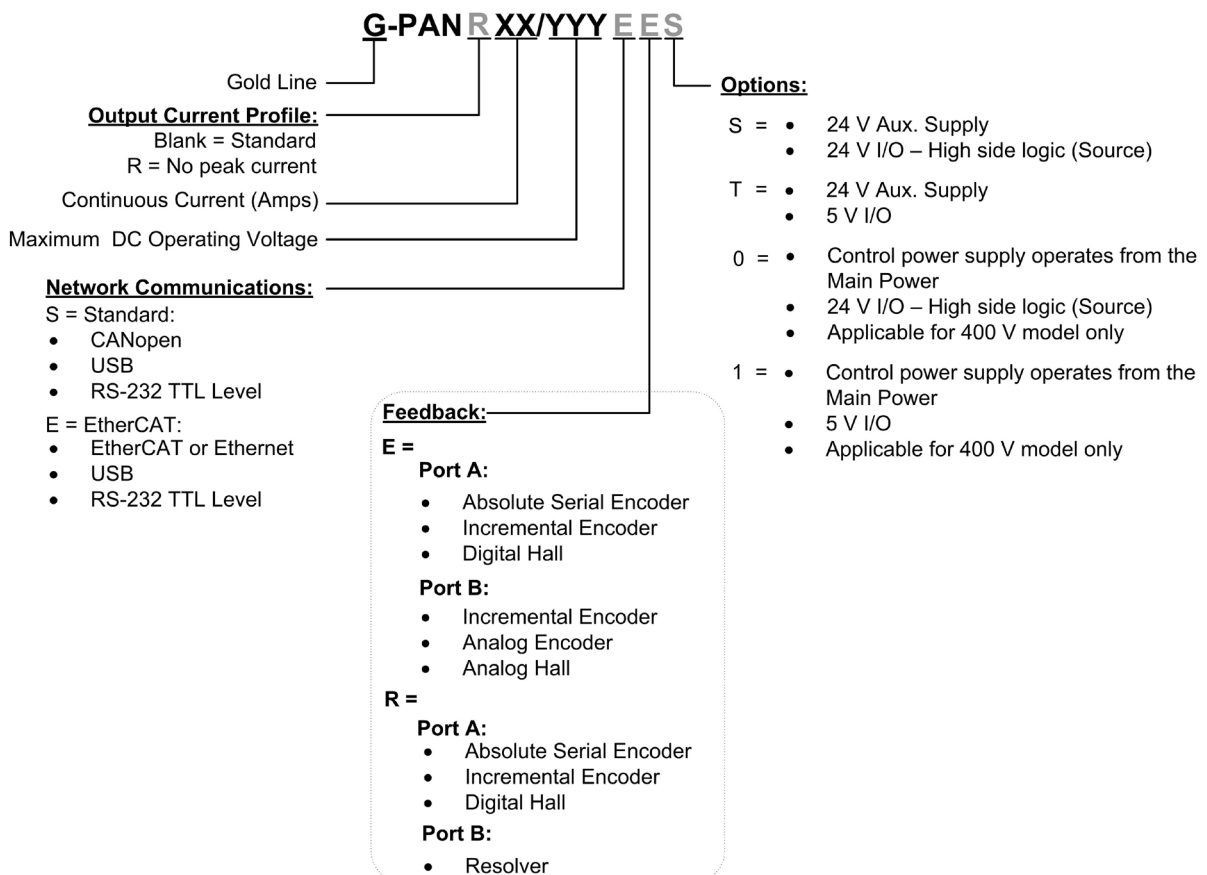 G-PAN R XX/YYY E E S
Gold Line
Output Current Profile:
Blank = Standard
R = No peak current
Continuous Current (Amps)
Maximum DC Operating Voltage
Network Communications:
S = Standard:
• CANopen
• USB
• RS-232 TTL Level
E = EtherCAT:
• EtherCAT or Ethernet
• USB
• RS-232 TTL Level
Feedback:
E =
Port A:
• Absolute Serial Encoder
• Incremental Encoder
• Digital Hall
Port B:
• Incremental Encoder
• Analog Encoder
• Analog Hall
R =
Port A:
• Absolute Serial Encoder
• Incremental Encoder
• Digital Hall
Port B:
• Resolver
Options:
S = • 24 V Aux. Supply
• 24 V I/O – High side logic (Source)
T = • 24 V Aux. Supply
• 5 V I/O
0 = • Control power supply operates from the
Main Power
• 24 V I/O – High side logic (Source)
• Applicable for 400 V model only
1 = • Control power supply operates from the
Main Power
• 5 V I/O
• Applicable for 400 V model only